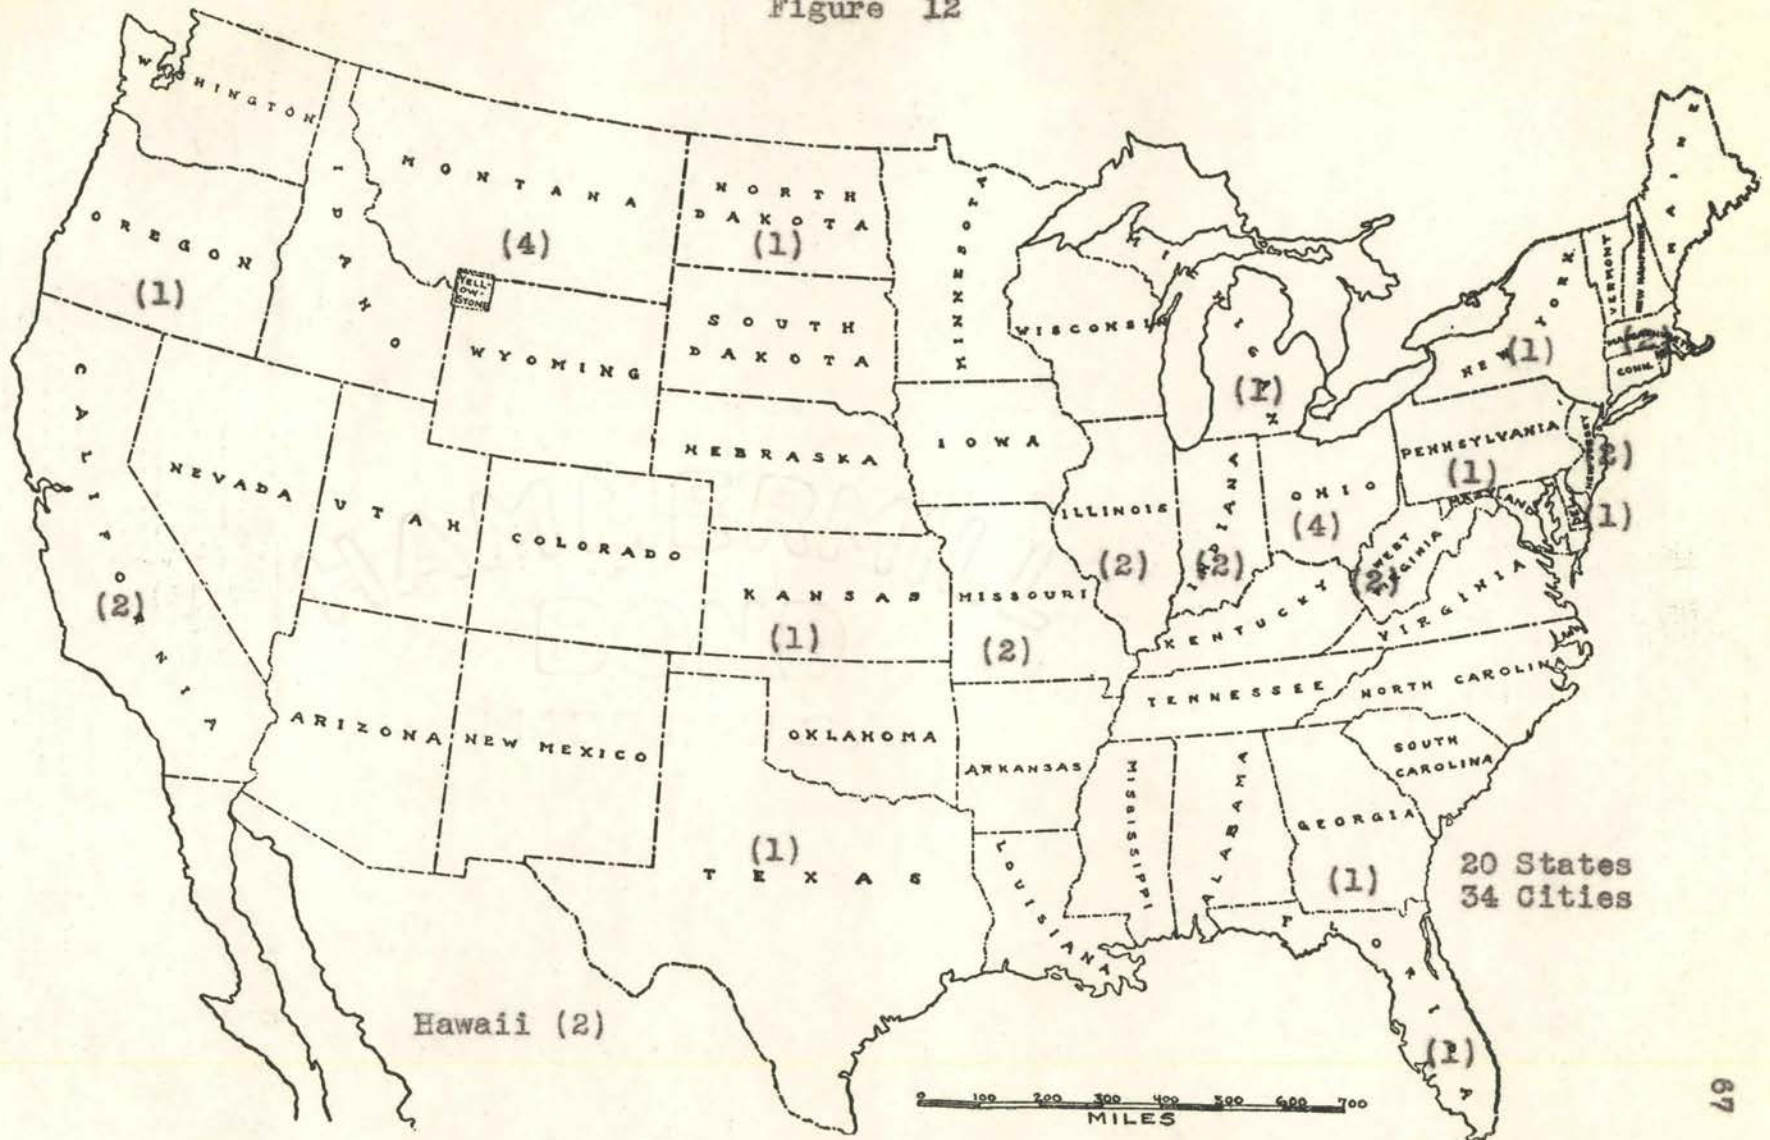 Figure 12
WASHINGTON
MONTANA
(4)
NORTH
DAKOTA
(1)
MINNESOTA
MAINE
OREGON
(1)
IDAHO
YELL-
OW-
STONE
WYOMING
SOUTH
DAKOTA
WISCONSIN
MICHIGAN
(1)
NEW YORK
(1)
VERMONT
NEW HAMPSHIRE
(2)
CONN.
CALIFORNIA
(2)
NEVADA
UTAH
COLORADO
NEBRASKA
IOWA
ILLINOIS
(2)
INDIANA
(2)
OHIO
(4)
PENNSYLVANIA
(1)
NEW JERSEY
(2)
MARYLAND
DEL
(1)
WEST
VIRGINIA
(2)
VIRGINIA
KANSAS
(1)
MISSOURI
(2)
KENTUCKY
TENNESSEE
NORTH CAROLINA
ARIZONA
NEW MEXICO
OKLAHOMA
ARKANSAS
SOUTH
CAROLINA
MISSISSIPPI
ALABAMA
GEORGIA
(1)
TEXAS
(1)
LOUISIANA
20 States
34 Cities
FLORIDA
(1)
Hawaii (2)
0 100 200 300 400 500 600 700
MILES
67